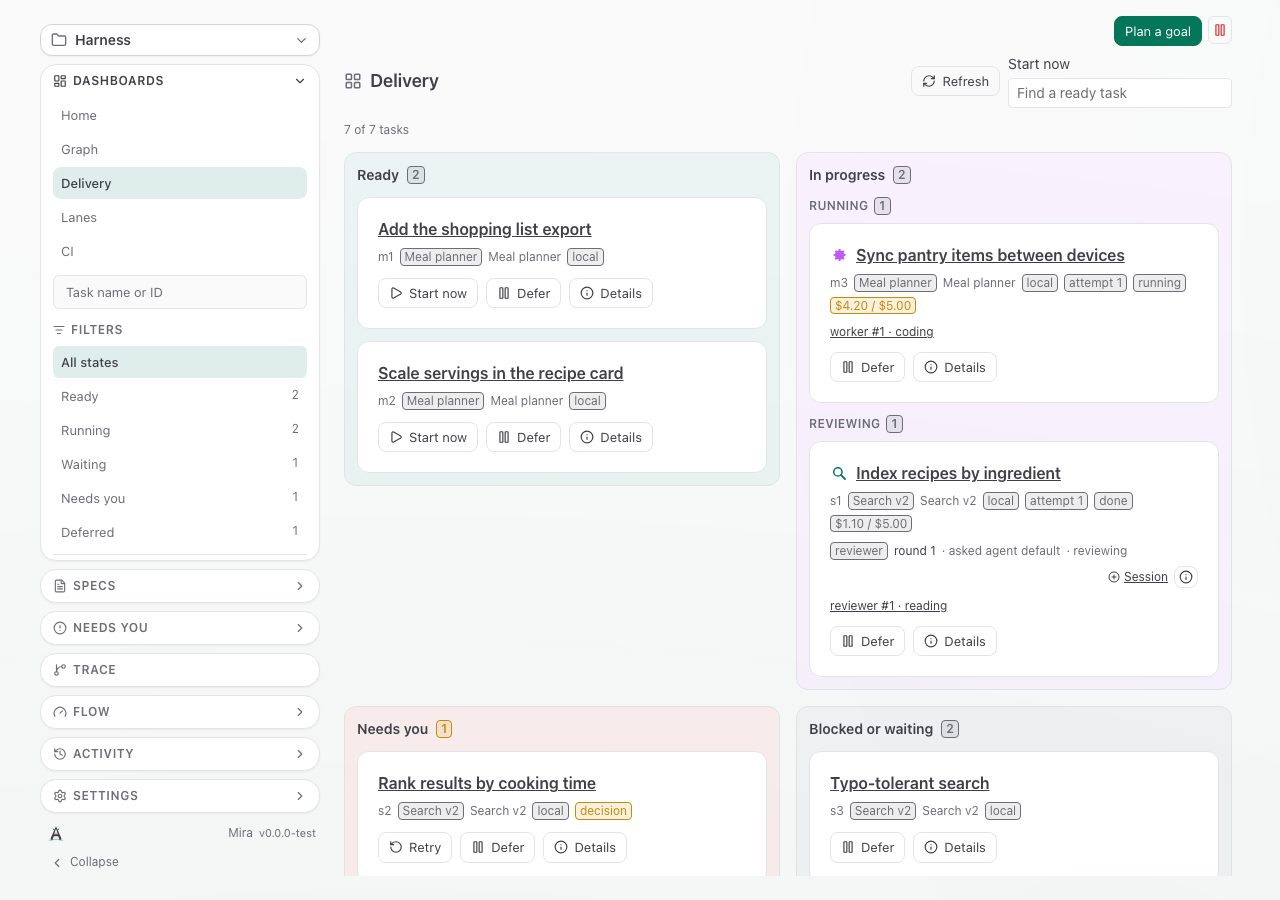 Harness
DASHBOARDS
Home
Graph
Delivery
Lanes
CI
Task name or ID
FILTERS
All states
Ready 2
Running 2
Waiting 1
Needs you 1
Deferred 1
SPECS
NEEDS YOU
TRACE
FLOW
ACTIVITY
SETTINGS
Mira v0.0.0-test
Collapse
Plan a goal
Delivery
Refresh
Start now
Find a ready task
7 of 7 tasks
Ready 2
Add the shopping list export
m1 Meal planner Meal planner local
Start now Defer Details
Scale servings in the recipe card
m2 Meal planner Meal planner local
Start now Defer Details
In progress 2
RUNNING 1
Sync pantry items between devices
m3 Meal planner Meal planner local attempt 1 running
$4.20 / $5.00
worker #1 · coding
Defer Details
REVIEWING 1
Index recipes by ingredient
s1 Search v2 Search v2 local attempt 1 done
$1.10 / $5.00
reviewer round 1 · asked agent default · reviewing
Session
reviewer #1 · reading
Defer Details
Needs you 1
Rank results by cooking time
s2 Search v2 Search v2 local decision
Retry Defer Details
Blocked or waiting 2
Typo-tolerant search
s3 Search v2 Search v2 local
Defer Details